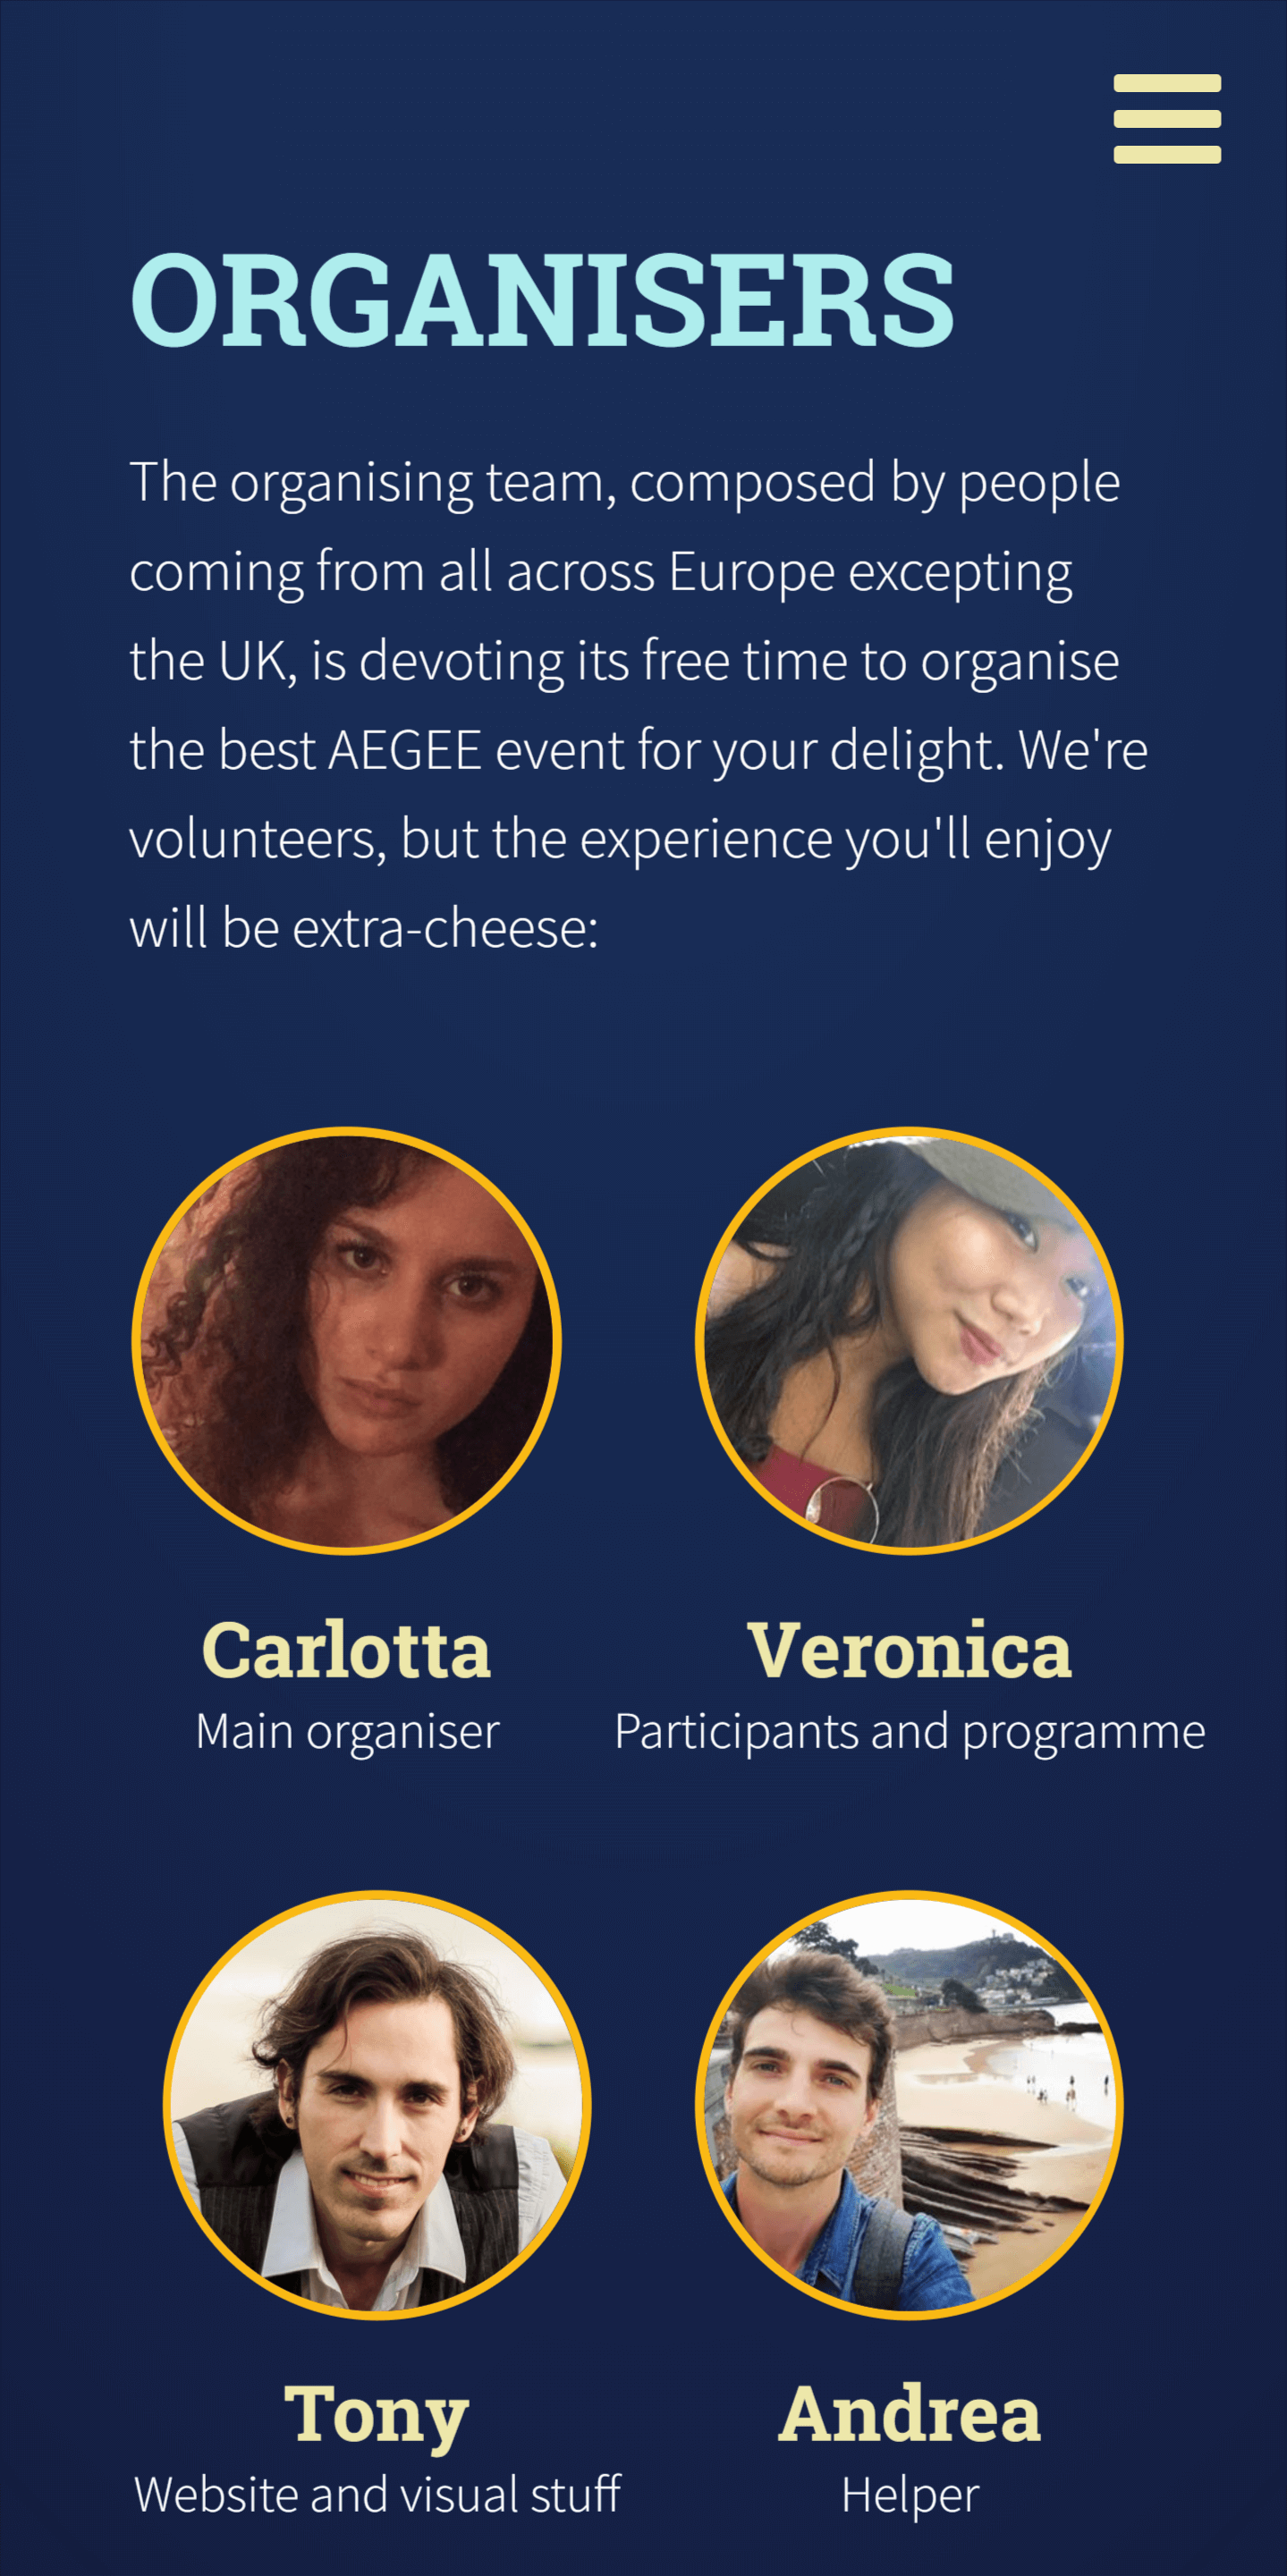 ORGANISERS
The organising team, composed by people
coming from all across Europe excepting
the UK, is devoting its free time to organise
the best AEGEE event for your delight. We're
volunteers, but the experience you'll enjoy
will be extra-cheese:
Carlotta
Main organiser
Veronica
Participants and programme
Tony
Website and visual stuff
Andrea
Helper